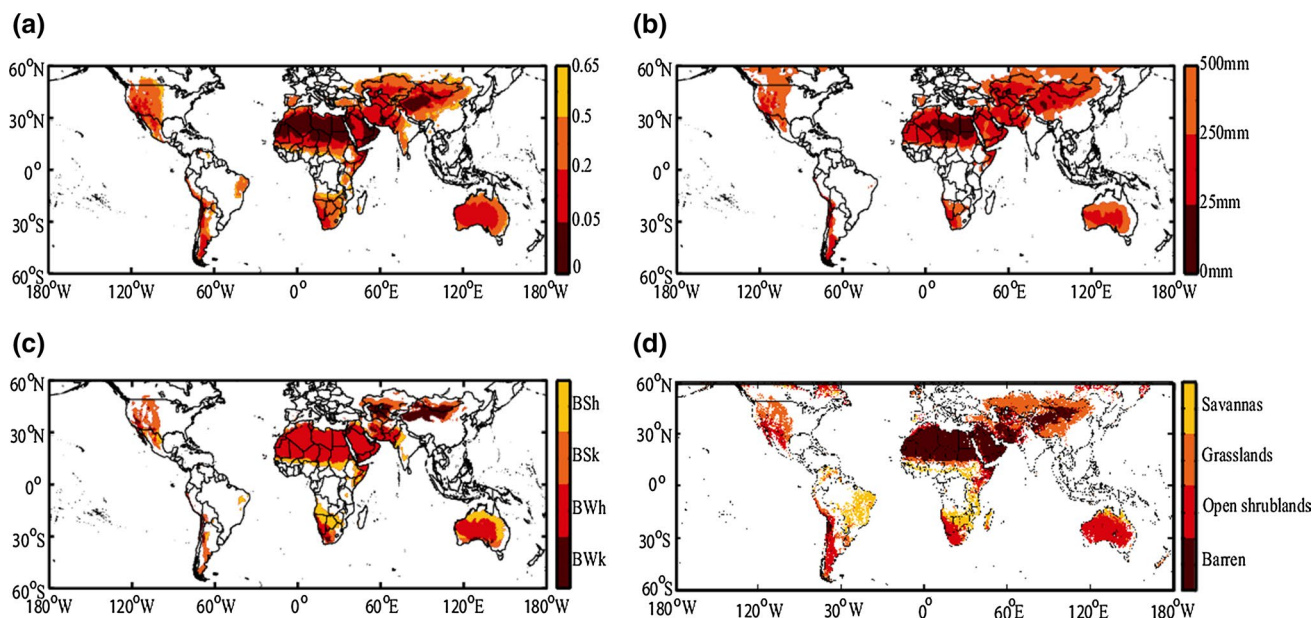 (a)
(b)
60°N
30°N
0°
30°S
60°S
180°W
120°W
60°W
0°
60°E
120°E
180°W
0.65
0.5
0.2
0.05
0
60°N
30°N
0°
30°S
60°S
180°W
120°W
60°W
0°
60°E
120°E
180°W
500mm
250mm
25mm
0mm
(c)
(d)
60°N
30°N
0°
30°S
60°S
180°W
120°W
60°W
0°
60°E
120°E
180°W
BSh
BSk
BWh
BWk
60°N
30°N
0°
30°S
60°S
180°W
120°W
30°W
0°
60°E
120°E
180°W
Savannas
Grasslands
Open shrublands
Barren